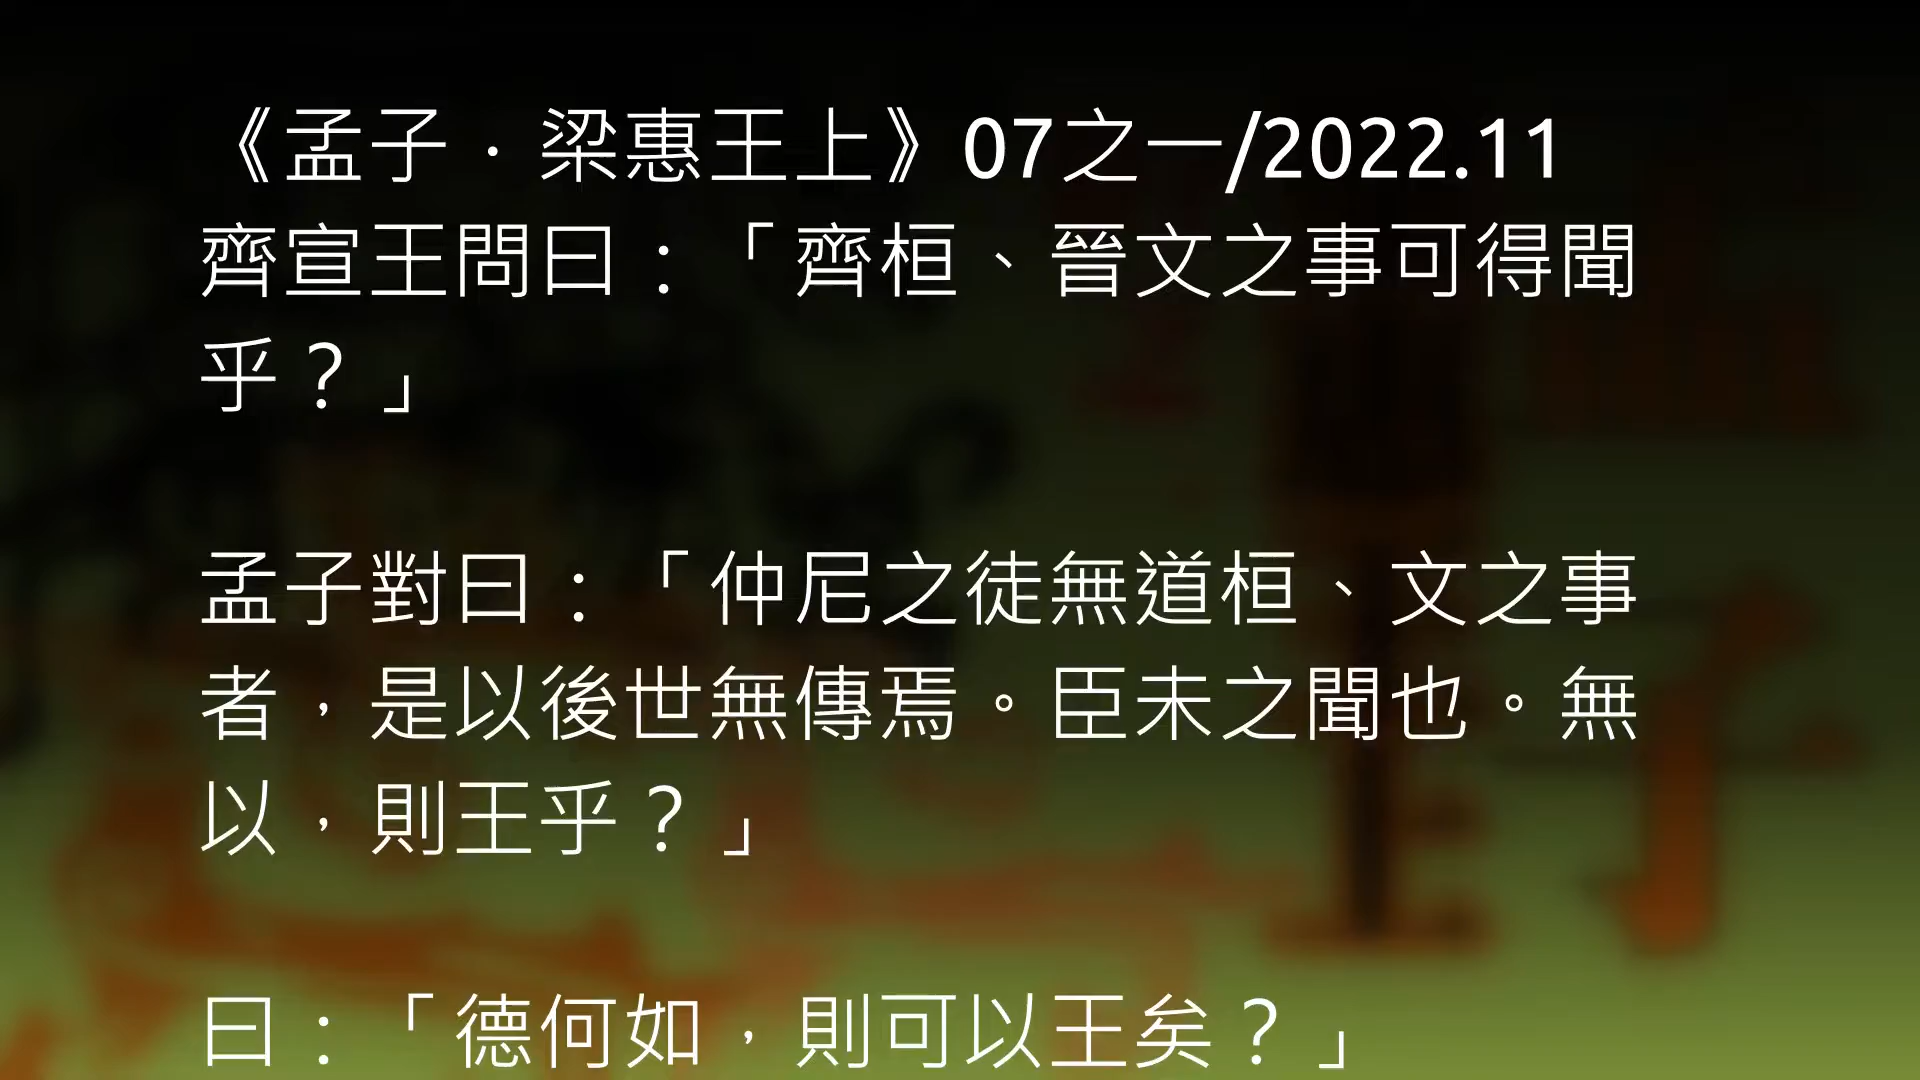 《孟子．梁惠王上》07之一/2022.11
齊宣王問曰：「齊桓、晉文之事可得聞
乎？」
孟子對曰：「仲尼之徒無道桓、文之事
者，是以後世無傳焉。臣未之聞也。無
以，則王乎？」
曰：「德何如，則可以王矣？」